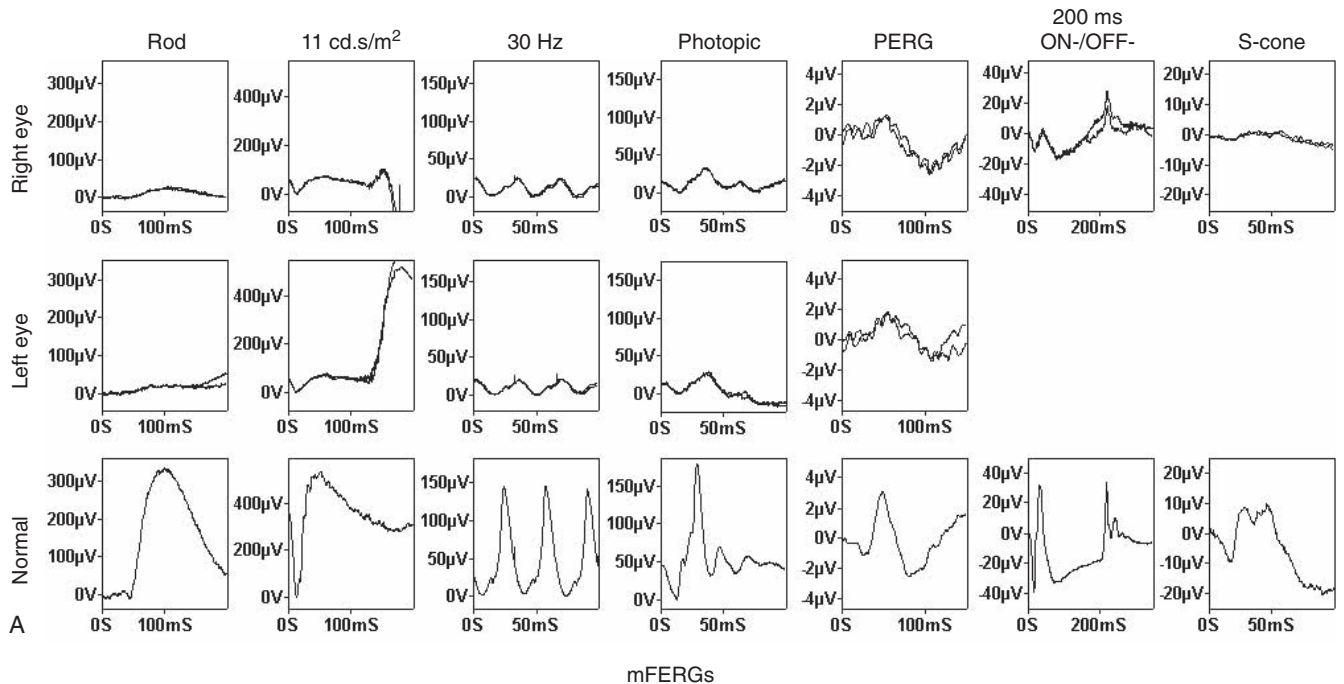 Rod 11 cd.s/m² 30 Hz Photopic PERG 200 ms ON-/OFF- S-cone
Right eye
300µV 200µV 100µV 0V 0S 100mS
400µV 200µV 0V 0S 100mS
150µV 100µV 50µV 0V 0S 50mS
150µV 100µV 50µV 0V 0S 50mS
4µV 2µV 0V -2µV -4µV 0S 100mS
40µV 20µV 0V -20µV -40µV 0S 200mS
20µV 10µV 0V -10µV -20µV 0S 50mS
Left eye
300µV 200µV 100µV 0V 0S 100mS
400µV 200µV 0V 0S 100mS
150µV 100µV 50µV 0V 0S 50mS
150µV 100µV 50µV 0V 0S 50mS
4µV 2µV 0V -2µV -4µV 0S 100mS
Normal
300µV 200µV 100µV 0V 0S 100mS
400µV 200µV 0V 0S 100mS
150µV 100µV 50µV 0V 0S 50mS
150µV 100µV 50µV 0V 0S 50mS
4µV 2µV 0V -2µV -4µV 0S 100mS
40µV 20µV 0V -20µV -40µV 0S 200mS
20µV 10µV 0V -10µV -20µV 0S 50mS
A
mFERGs